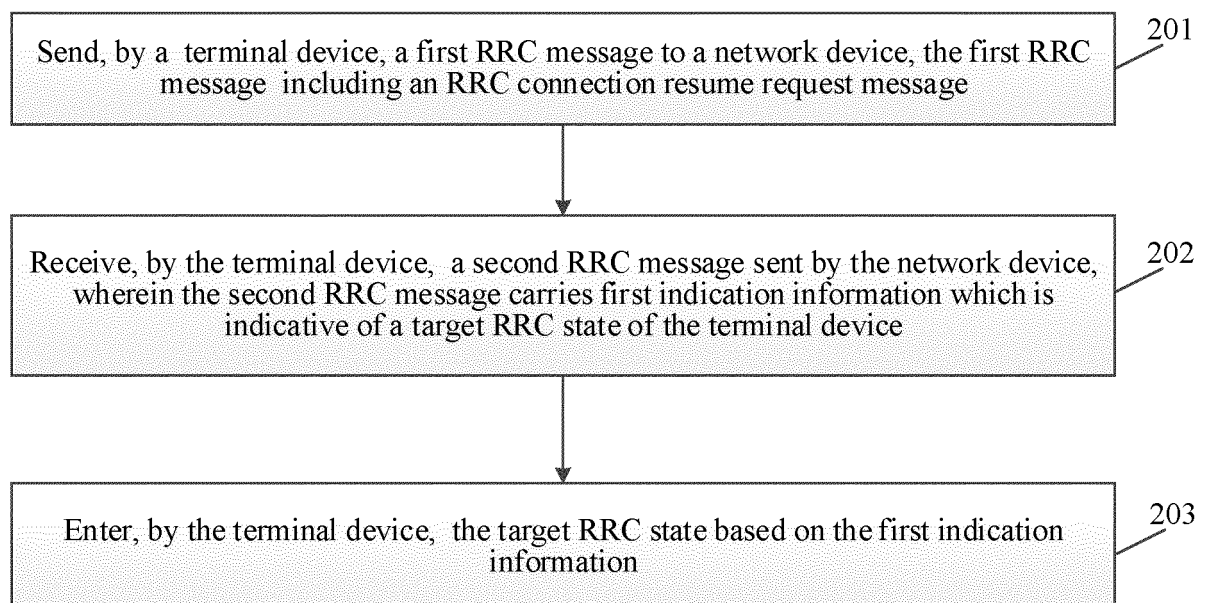 Send, by a terminal device, a first RRC message to a network device, the first RRC
message including an RRC connection resume request message
201
Receive, by the terminal device, a second RRC message sent by the network device,
wherein the second RRC message carries first indication information which is
indicative of a target RRC state of the terminal device
202
Enter, by the terminal device, the target RRC state based on the first indication
information
203